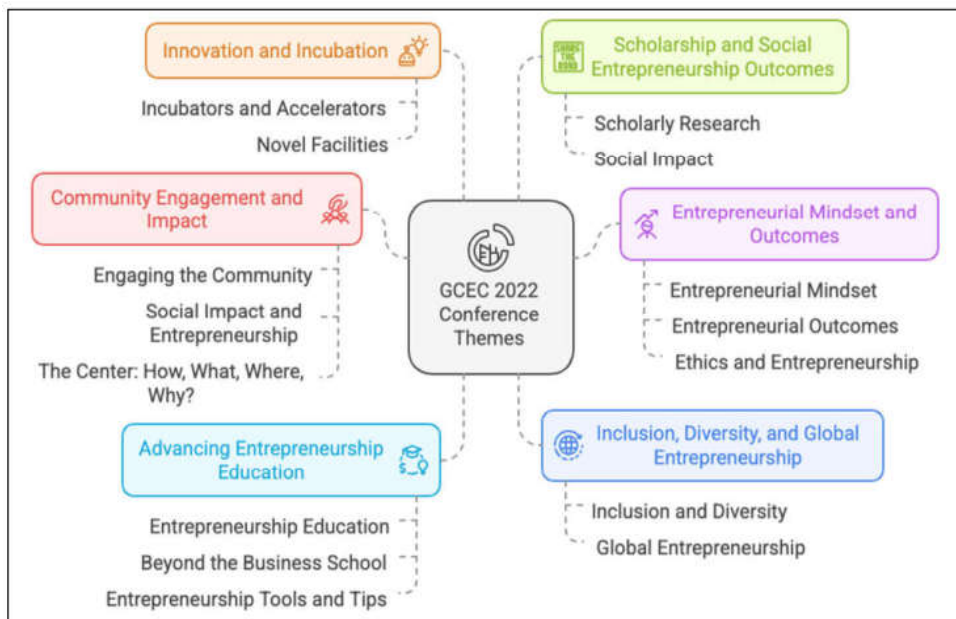 Innovation and Incubation
Incubators and Accelerators
Novel Facilities
Community Engagement and
Impact
Engaging the Community
Social Impact and
Entrepreneurship
The Center: How, What, Where,
Why?
Advancing Entrepreneurship
Education
Entrepreneurship Education
Beyond the Business School
Entrepreneurship Tools and Tips
GCEC 2022
Conference
Themes
Scholarship and Social
Entrepreneurship Outcomes
Scholarly Research
Social Impact
Entrepreneurial Mindset and
Outcomes
Entrepreneurial Mindset
Entrepreneurial Outcomes
Ethics and Entrepreneurship
Inclusion, Diversity, and Global
Entrepreneurship
Inclusion and Diversity
Global Entrepreneurship